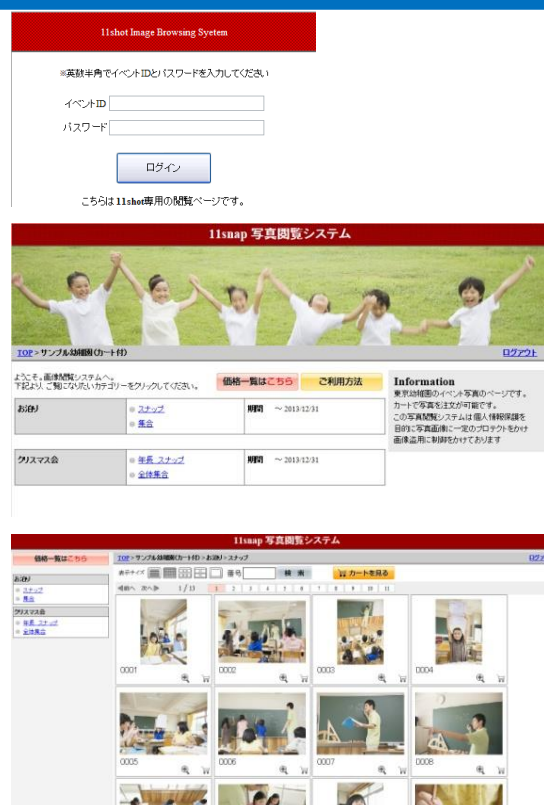 11shot Image Browsing Syetem
※英数半角でイベントIDとパスワードを入力してください
イベントID
パスワード
ログイン
こちらは11shot専用の閲覧ページです。
11snap 写真閲覧システム
TOP > サンプル幼稚園(カート付)
ログアウト
ようこそ。画像閲覧システムへ。
下記より、ご覧になりたいカテゴリーをクリックしてください。
価格一覧はこちら
ご利用方法
Information
東京幼稚園のイベント写真のページです。
カートで写真を注文が可能です。
この写真閲覧システムは個人情報保護を
目的に写真画像に一定のプロテクトをかけ
画像盗用に制御をかけております
お泊り
スナップ
集合
期間 ～ 2013/12/31
クリスマス会
年長 スナップ
全体集合
期間 ～ 2013/12/31
11snap 写真閲覧システム
価格一覧はこちら
TOP > サンプル幼稚園(カート付) > お泊り > スナップ
お泊り
スナップ
集合
クリスマス会
年長 スナップ
全体集合
表示サイズ
番号
検 索
カートを見る
前へ 次へ
1 / 13
1 2 3 4 5 6 7 8 9 10 11
0001
0002
0003
0004
0005
0006
0007
0008